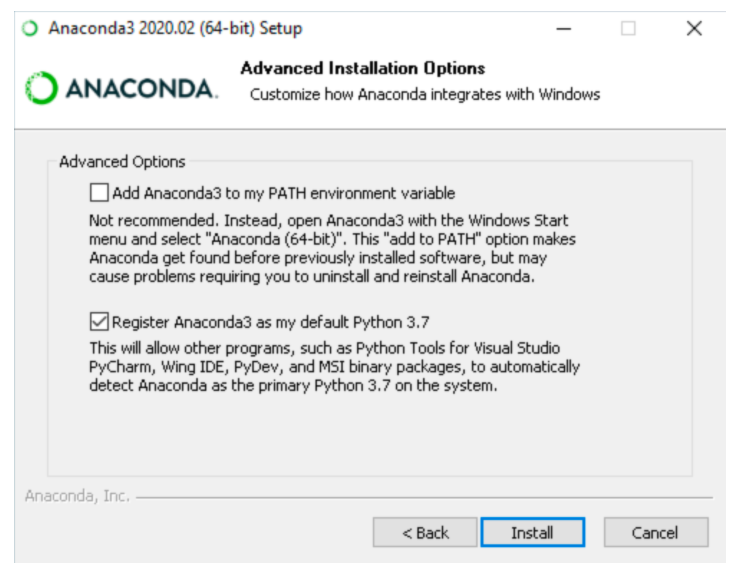 Anaconda3 2020.02 (64-bit) Setup
ANACONDA.
Advanced Installation Options
Customize how Anaconda integrates with Windows
Advanced Options
Add Anaconda3 to my PATH environment variable
Not recommended. Instead, open Anaconda3 with the Windows Start
menu and select "Anaconda (64-bit)". This "add to PATH" option makes
Anaconda get found before previously installed software, but may
cause problems requiring you to uninstall and reinstall Anaconda.
Register Anaconda3 as my default Python 3.7
This will allow other programs, such as Python Tools for Visual Studio
PyCharm, Wing IDE, PyDev, and MSI binary packages, to automatically
detect Anaconda as the primary Python 3.7 on the system.
Anaconda, Inc.
< Back
Install
Cancel